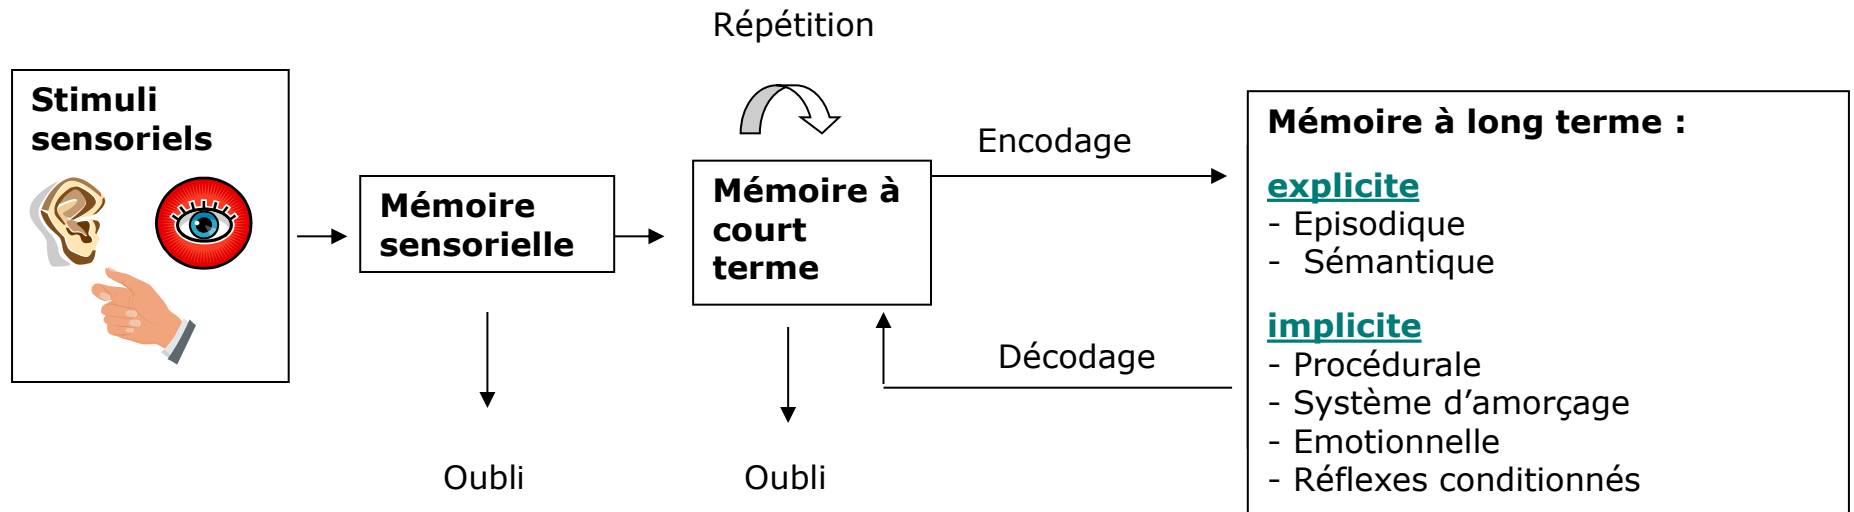 Répétition
Stimuli
sensoriels
Mémoire
sensorielle
Oubli
Mémoire à
court
terme
Oubli
Encodage
Décodage
Mémoire à long terme :
explicite
- Episodique
- Sémantique
implicite
- Procédurale
- Système d’amorçage
- Emotionnelle
- Réflexes conditionnés